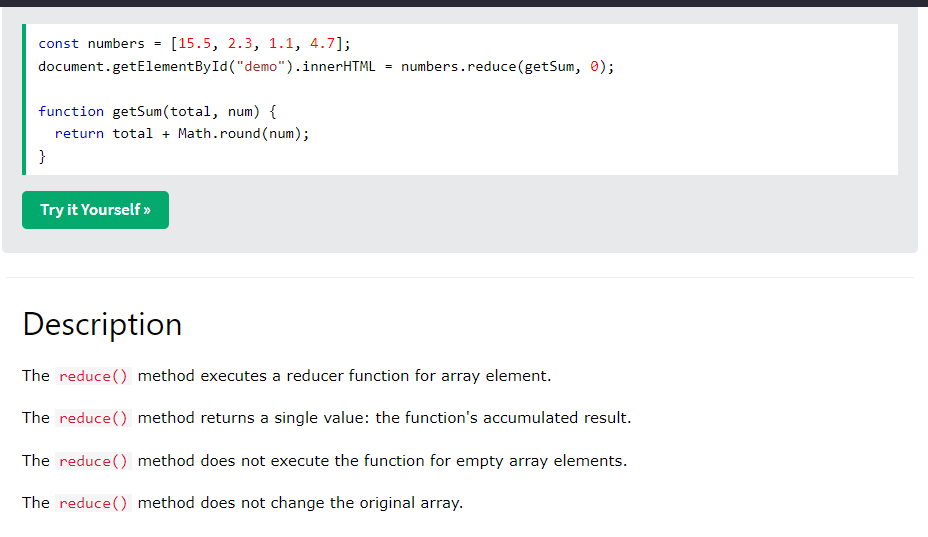 const numbers = [15.5, 2.3, 1.1, 4.7];
document.getElementById("demo").innerHTML = numbers.reduce(getSum, 0);
function getSum(total, num) {
  return total + Math.round(num);
}
Try it Yourself »
Description
The reduce() method executes a reducer function for array element.
The reduce() method returns a single value: the function's accumulated result.
The reduce() method does not execute the function for empty array elements.
The reduce() method does not change the original array.